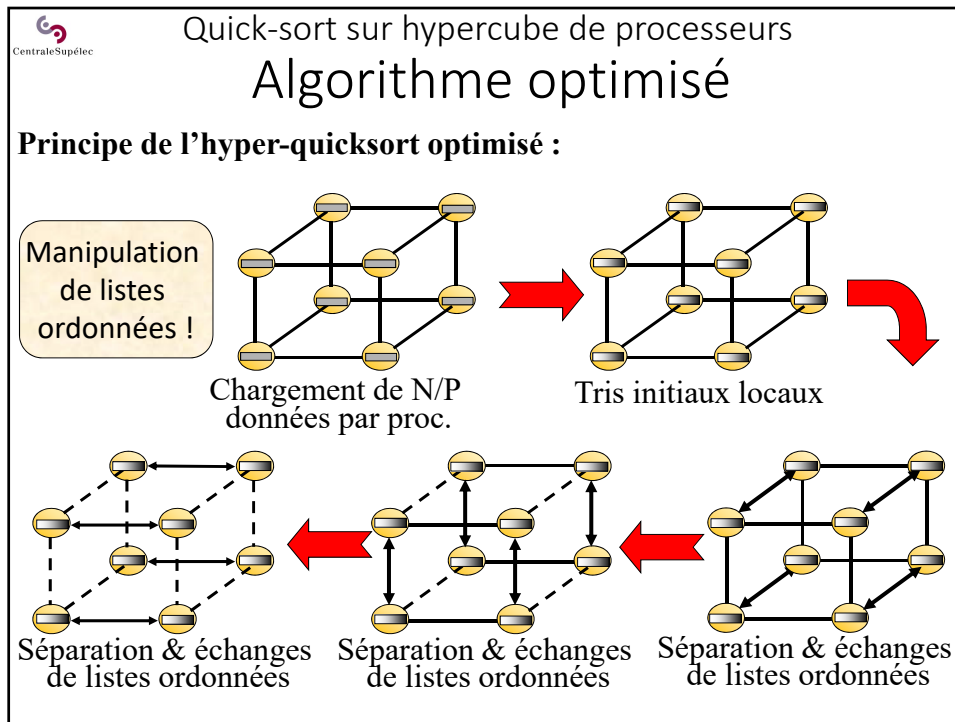 CentraleSupélec
Quick-sort sur hypercube de processeurs
Algorithme optimisé
Principe de l’hyper-quicksort optimisé :
Manipulation
de listes
ordonnées !
Chargement de N/P
données par proc.
Tris initiaux locaux
Séparation & échanges
de listes ordonnées
Séparation & échanges
de listes ordonnées
Séparation & échanges
de listes ordonnées